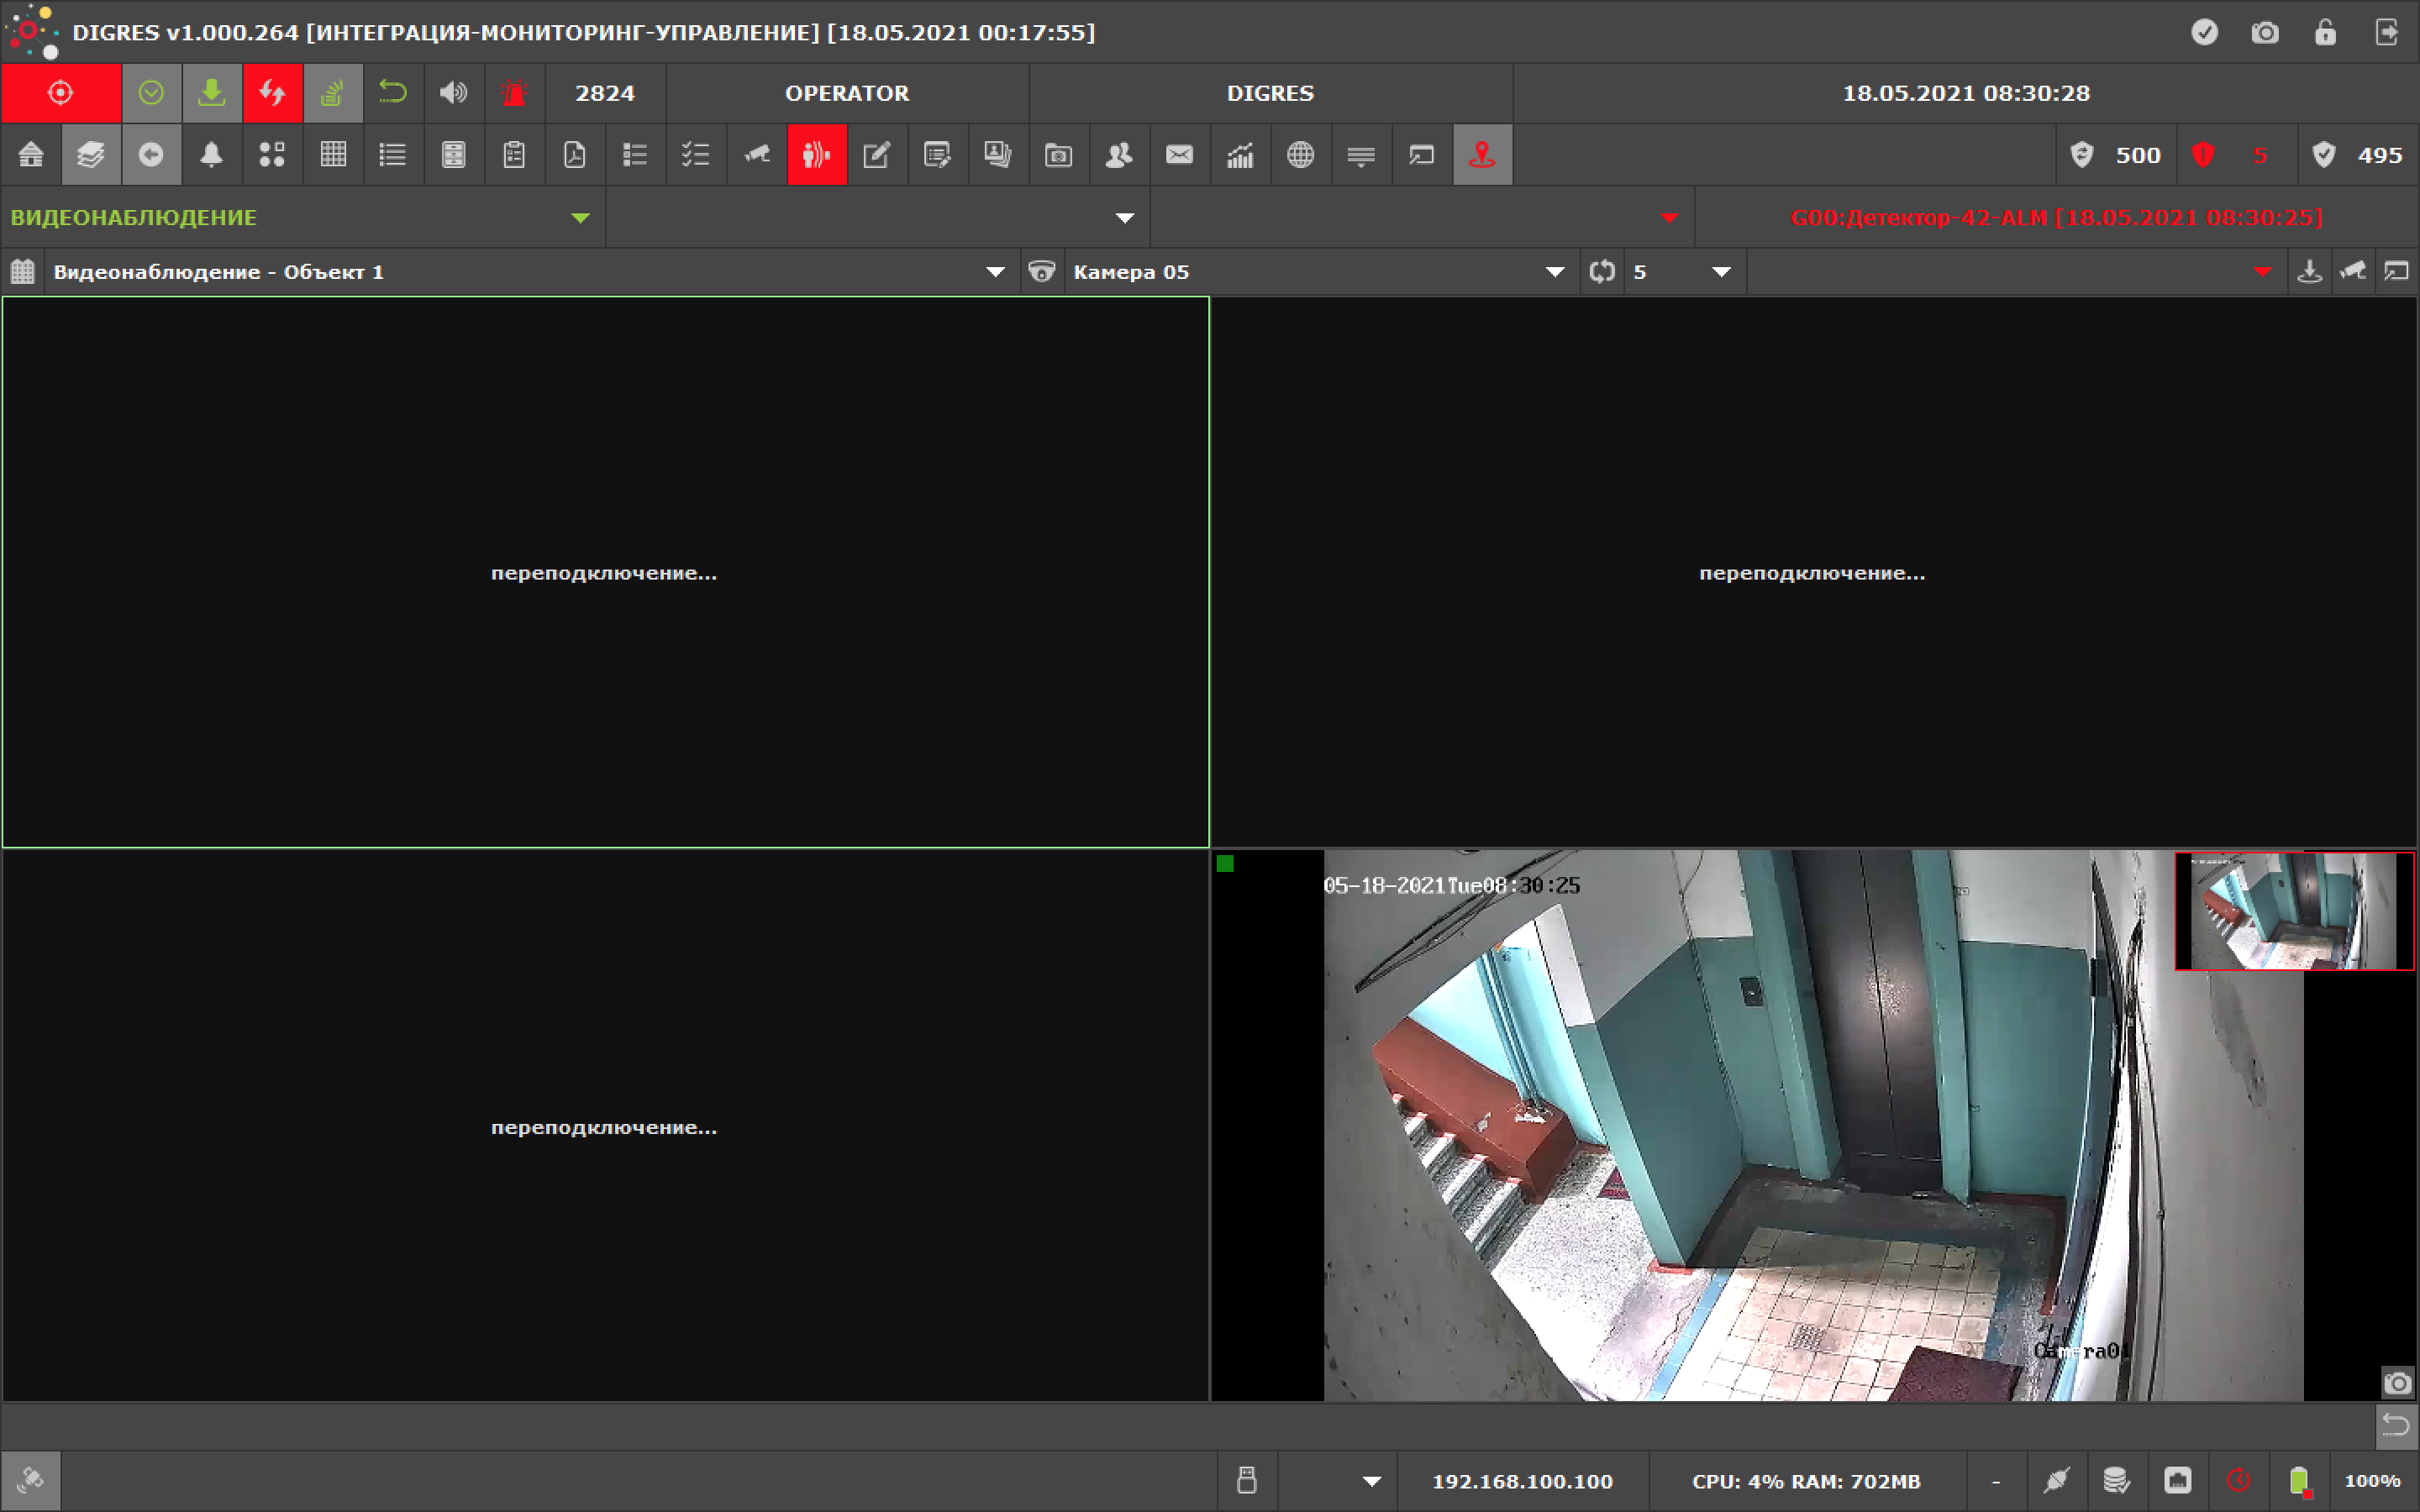 DIGRES v1.000.264 [ИНТЕГРАЦИЯ-МОНИТОРИНГ-УПРАВЛЕНИЕ] [18.05.2021 00:17:55]
2824 OPERATOR DIGRES 18.05.2021 08:30:28
500 5 495
ВИДЕОНАБЛЮДЕНИЕ G00:Детектор-42-ALM [18.05.2021 08:30:25]
Видеонаблюдение - Объект 1 Камера 05 5
переподключение... переподключение...
05-18-2021Tue08:30:25
переподключение...
192.168.100.100 CPU: 4% RAM: 702MB - 100%